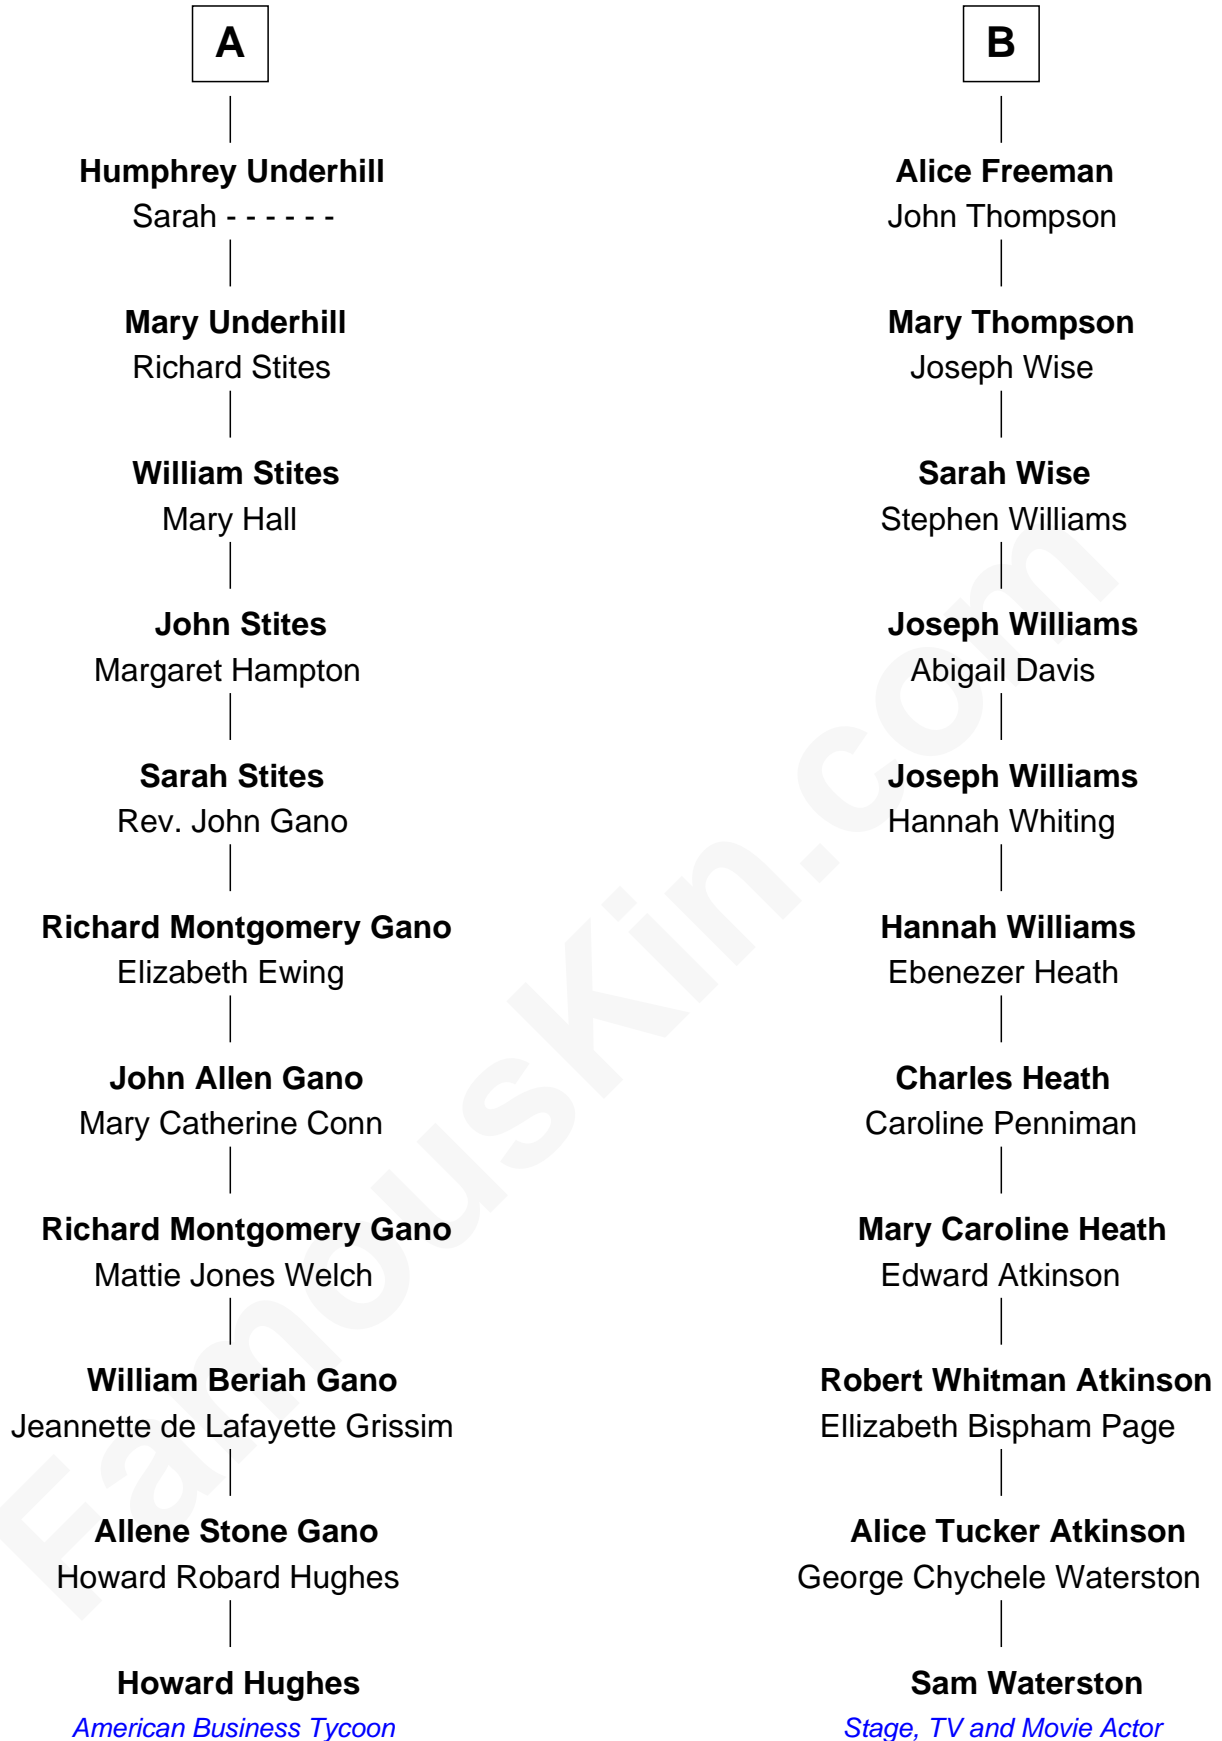 A
Humphrey Underhill
Sarah - - - - - -
Mary Underhill
Richard Stites
William Stites
Mary Hall
John Stites
Margaret Hampton
Sarah Stites
Rev. John Gano
Richard Montgomery Gano
Elizabeth Ewing
John Allen Gano
Mary Catherine Conn
Richard Montgomery Gano
Mattie Jones Welch
William Beriah Gano
Jeannette de Lafayette Grissim
Allene Stone Gano
Howard Robard Hughes
Howard Hughes
American Business Tycoon
B
Alice Freeman
John Thompson
Mary Thompson
Joseph Wise
Sarah Wise
Stephen Williams
Joseph Williams
Abigail Davis
Joseph Williams
Hannah Whiting
Hannah Williams
Ebenezer Heath
Charles Heath
Caroline Penniman
Mary Caroline Heath
Edward Atkinson
Robert Whitman Atkinson
Ellizabeth Bispham Page
Alice Tucker Atkinson
George Chychele Waterston
Sam Waterston
Stage, TV and Movie Actor
FamousKin.com